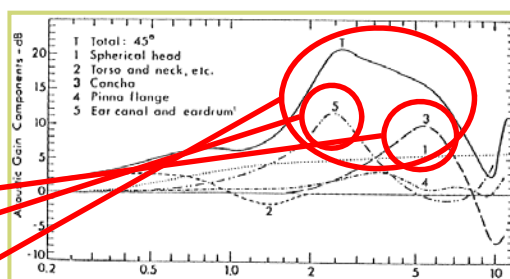 Acoustic Gain Components - dB
20
15
10
5
0
-5
-10
T Total: 45°
1 Spherical head
2 Torso and neck, etc.
3 Concha
4 Pinna flange
5 Ear canal and eardrum
T
5
3
1
4
2
0.2 0.5 1.0 2 5 10